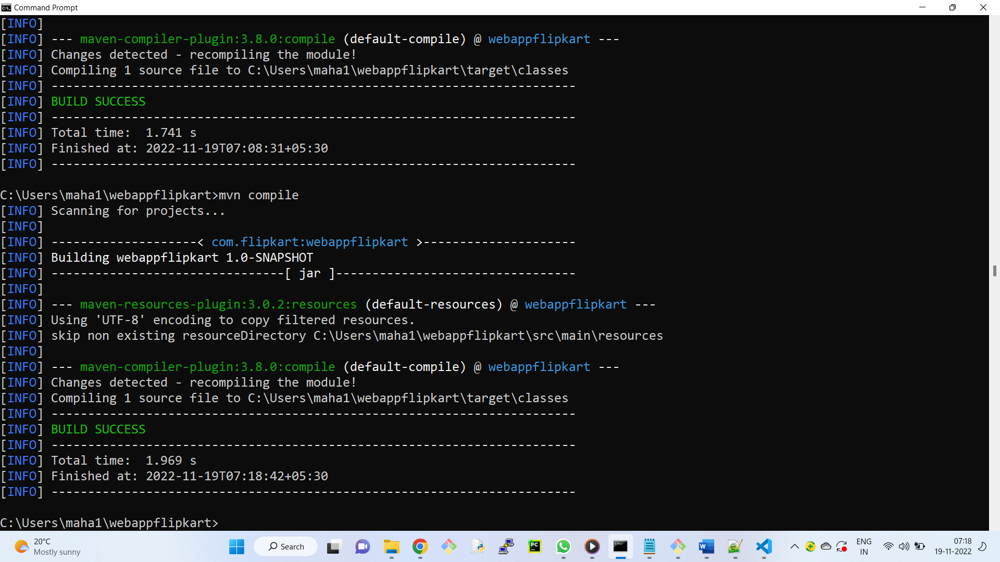 Command Prompt
[INFO]
[INFO] --- maven-compiler-plugin:3.8.0:compile (default-compile) @ webappflipkart ---
[INFO] Changes detected - recompiling the module!
[INFO] Compiling 1 source file to C:\Users\maha1\webappflipkart\target\classes
[INFO] ------------------------------------------------------------------------
[INFO] BUILD SUCCESS
[INFO] ------------------------------------------------------------------------
[INFO] Total time:  1.741 s
[INFO] Finished at: 2022-11-19T07:08:31+05:30
[INFO] ------------------------------------------------------------------------
C:\Users\maha1\webappflipkart>mvn compile
[INFO] Scanning for projects...
[INFO]
[INFO] --------------------< com.flipkart:webappflipkart >---------------------
[INFO] Building webappflipkart 1.0-SNAPSHOT
[INFO] --------------------------------[ jar ]---------------------------------
[INFO]
[INFO] --- maven-resources-plugin:3.0.2:resources (default-resources) @ webappflipkart ---
[INFO] Using 'UTF-8' encoding to copy filtered resources.
[INFO] skip non existing resourceDirectory C:\Users\maha1\webappflipkart\src\main\resources
[INFO]
[INFO] --- maven-compiler-plugin:3.8.0:compile (default-compile) @ webappflipkart ---
[INFO] Changes detected - recompiling the module!
[INFO] Compiling 1 source file to C:\Users\maha1\webappflipkart\target\classes
[INFO] ------------------------------------------------------------------------
[INFO] BUILD SUCCESS
[INFO] ------------------------------------------------------------------------
[INFO] Total time:  1.969 s
[INFO] Finished at: 2022-11-19T07:18:42+05:30
[INFO] ------------------------------------------------------------------------
C:\Users\maha1\webappflipkart>
20°C
Mostly sunny
Search
PC
W
ENG
IN
07:18
19-11-2022